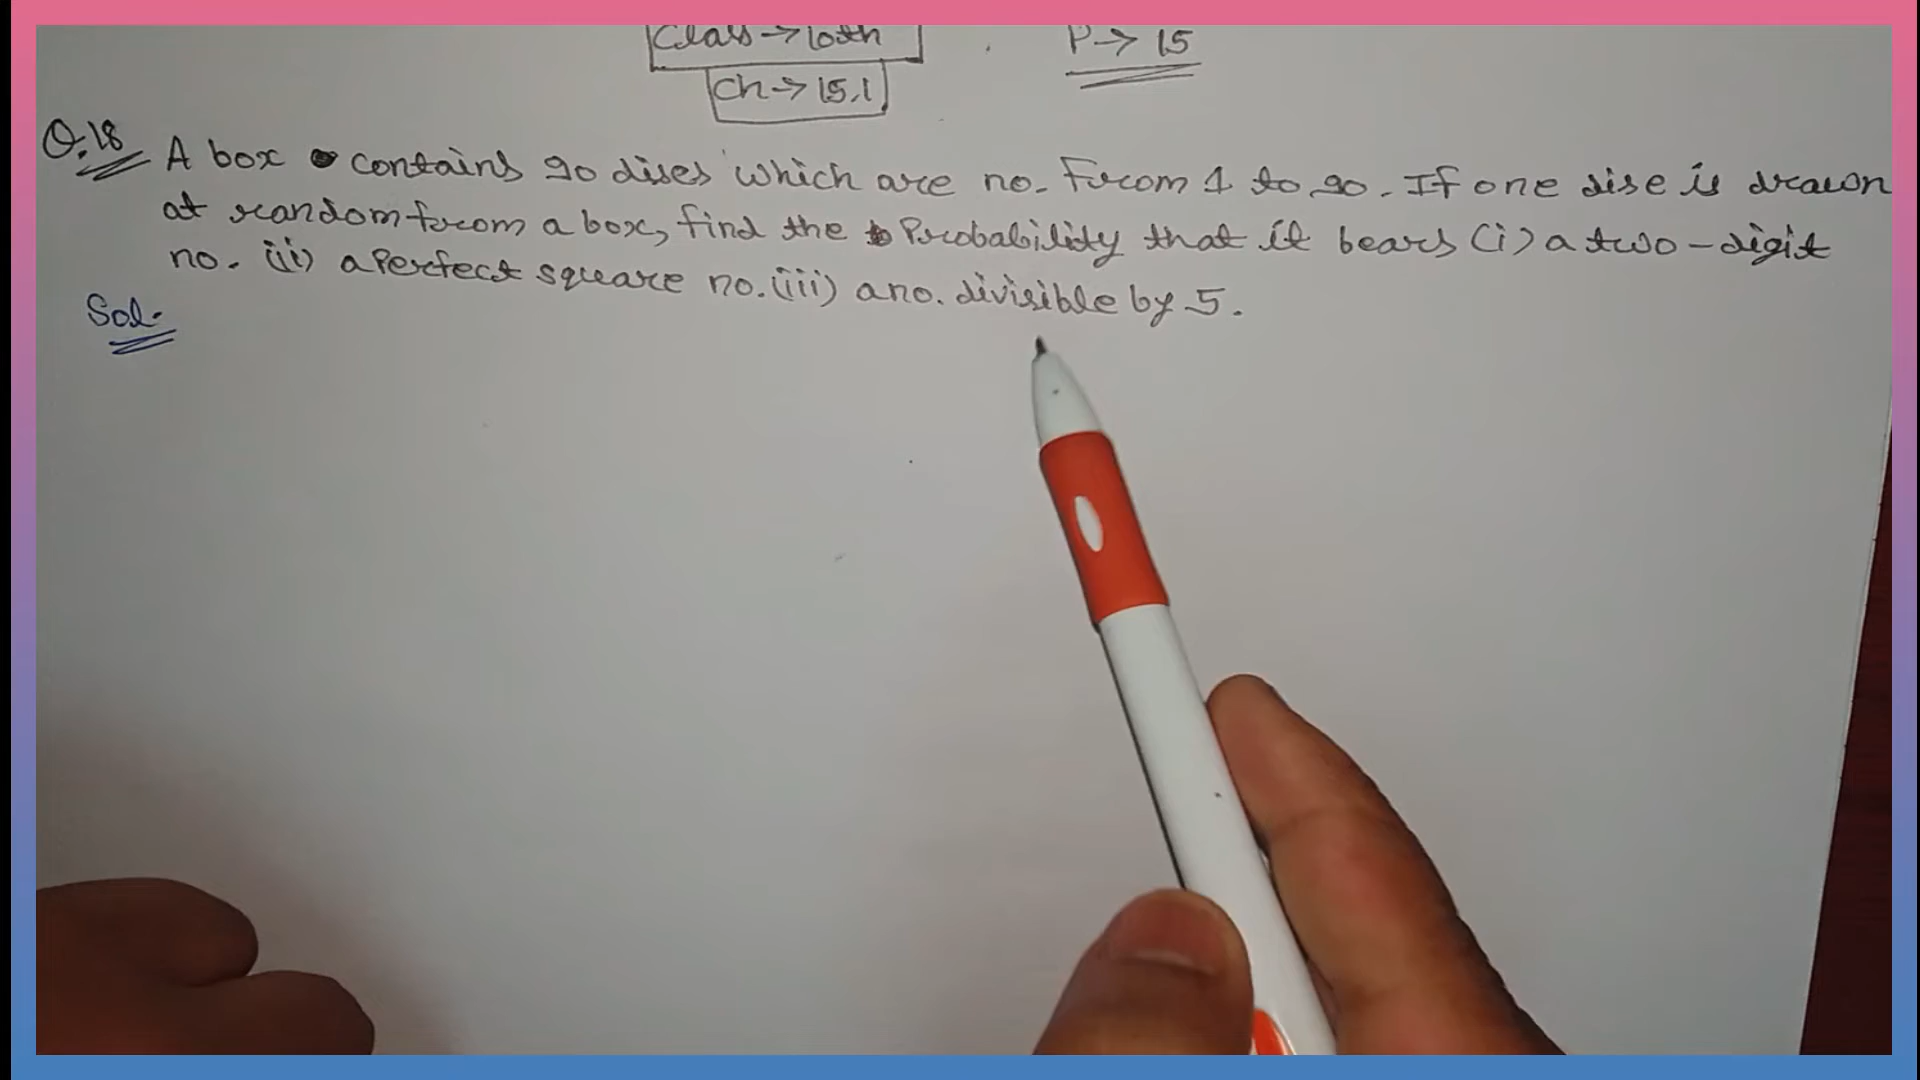 Class → 10th
P → 15
Ch → 15.1
Q.18 A box contains 90 discs which are no. From 1 to 90. If one disc is drawn
at random from a box, find the Probability that it bears (i) a two-digit
no. (ii) a Perfect square no. (iii) a no. divisible by 5.
Sol.